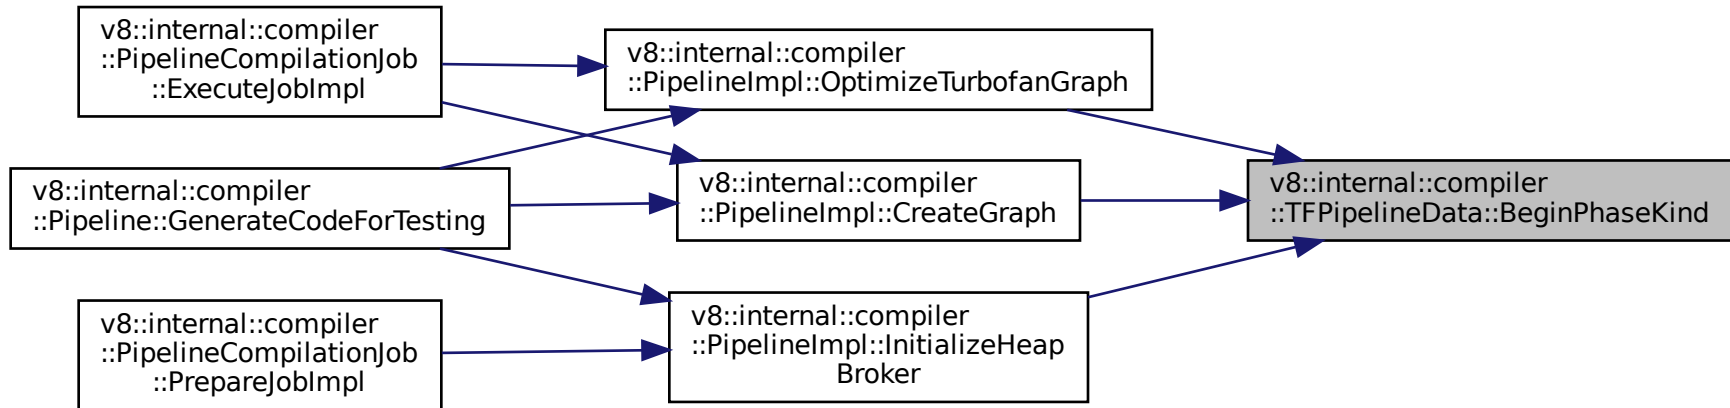 v8::internal::compiler
::PipelineCompilationJob
::ExecuteJobImpl
v8::internal::compiler
::PipelineImpl::OptimizeTurbofanGraph
v8::internal::compiler
::Pipeline::GenerateCodeForTesting
v8::internal::compiler
::PipelineImpl::CreateGraph
v8::internal::compiler
::TFPipelineData::BeginPhaseKind
v8::internal::compiler
::PipelineCompilationJob
::PrepareJobImpl
v8::internal::compiler
::PipelineImpl::InitializeHeap
Broker